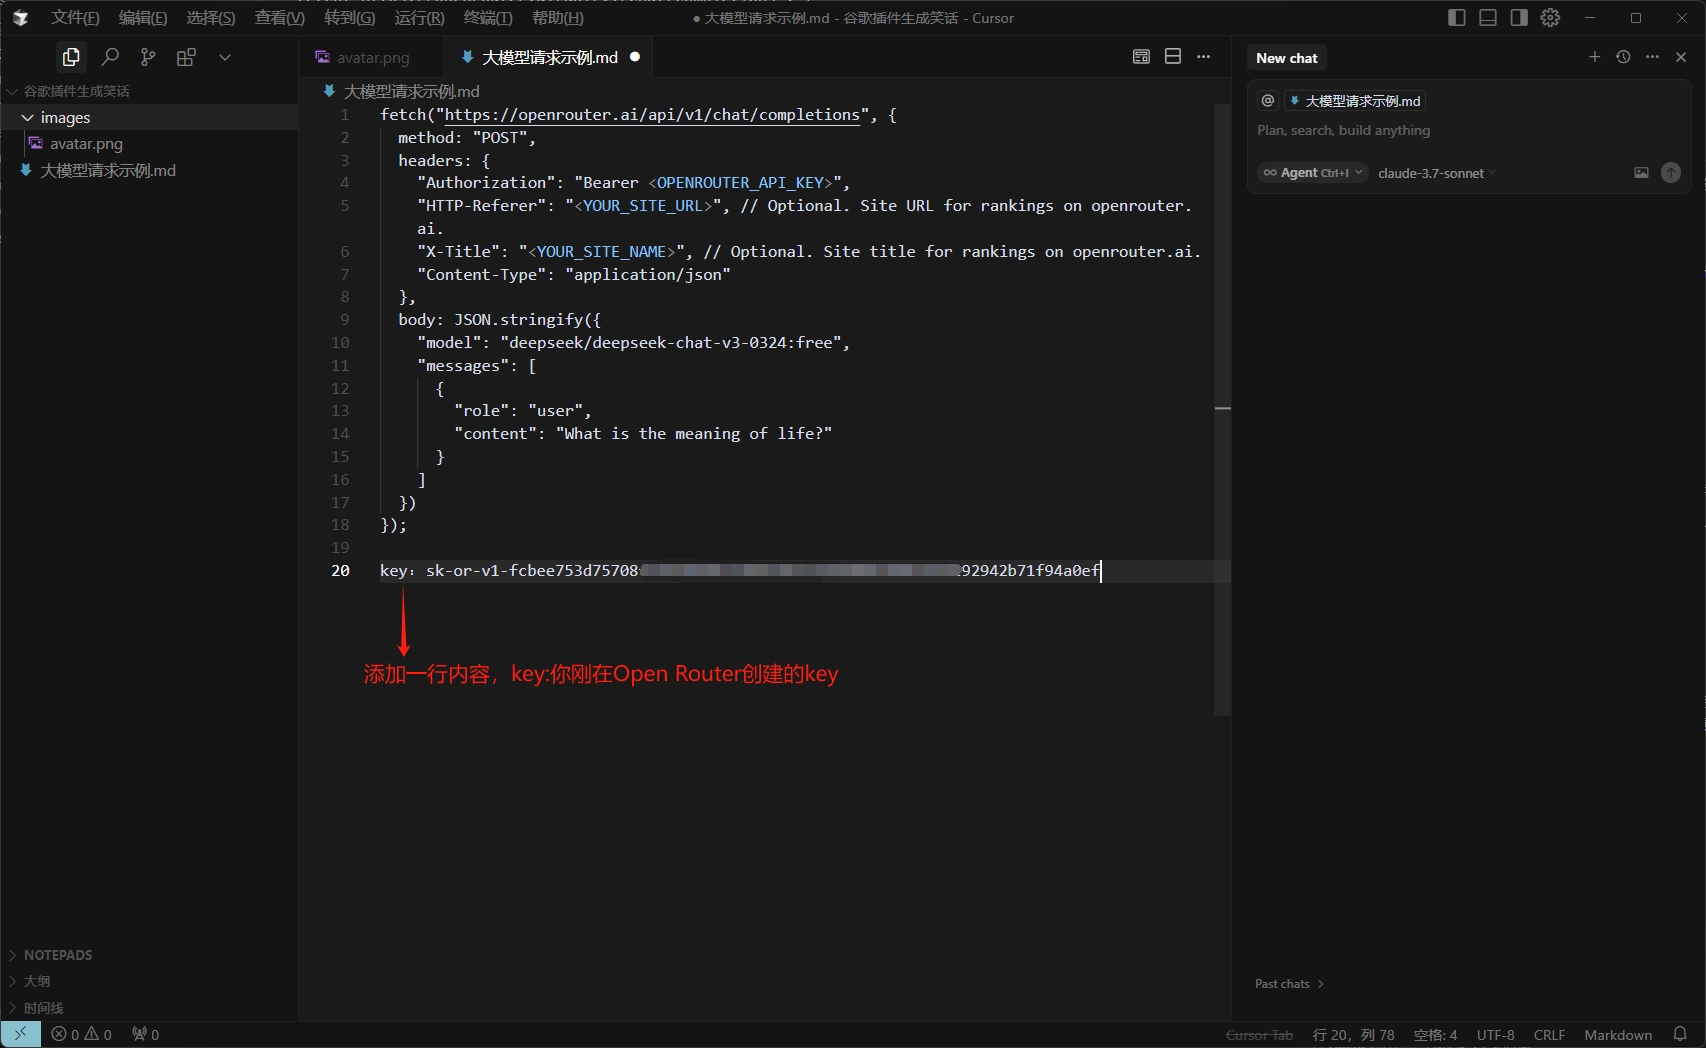 文件(F) 编辑(E) 选择(S) 查看(V) 转到(G) 运行(R) 终端(T) 帮助(H) ● 大模型请求示例.md - 谷歌插件生成笑话 - Cursor
谷歌插件生成笑话
images
avatar.png
大模型请求示例.md
NOTEPADS
大纲
时间线
avatar.png 大模型请求示例.md
大模型请求示例.md
1 fetch("https://openrouter.ai/api/v1/chat/completions", {
2 method: "POST",
3 headers: {
4 "Authorization": "Bearer <OPENROUTER_API_KEY>",
5 "HTTP-Referer": "<YOUR_SITE_URL>", // Optional. Site URL for rankings on openrouter.
ai.
6 "X-Title": "<YOUR_SITE_NAME>", // Optional. Site title for rankings on openrouter.ai.
7 "Content-Type": "application/json"
8 },
9 body: JSON.stringify({
10 "model": "deepseek/deepseek-chat-v3-0324:free",
11 "messages": [
12 {
13 "role": "user",
14 "content": "What is the meaning of life?"
15 }
16 ]
17 })
18 });
19
20 key：sk-or-v1-fcbee753d75708 92942b71f94a0ef
添加一行内容，key:你刚在Open Router创建的key
New chat
@ 大模型请求示例.md
Plan, search, build anything
Agent Ctrl+I claude-3.7-sonnet
Past chats
0 0 0 Cursor Tab 行 20，列 78 空格: 4 UTF-8 CRLF Markdown